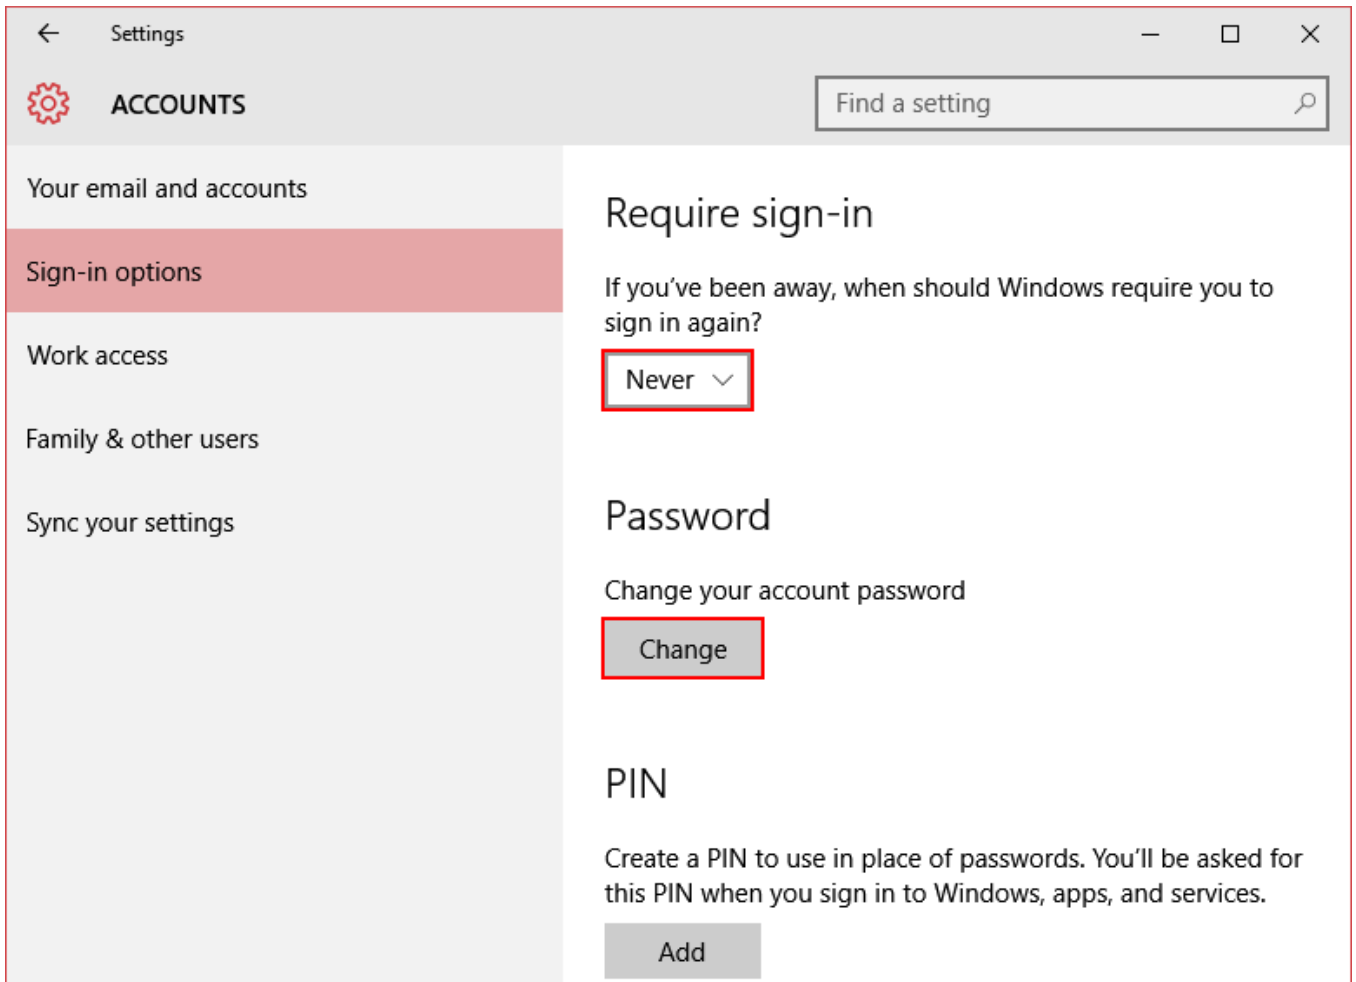 Settings
ACCOUNTS
Find a setting
Your email and accounts
Sign-in options
Work access
Family & other users
Sync your settings
Require sign-in
If you've been away, when should Windows require you to
sign in again?
Never
Password
Change your account password
Change
PIN
Create a PIN to use in place of passwords. You'll be asked for
this PIN when you sign in to Windows, apps, and services.
Add